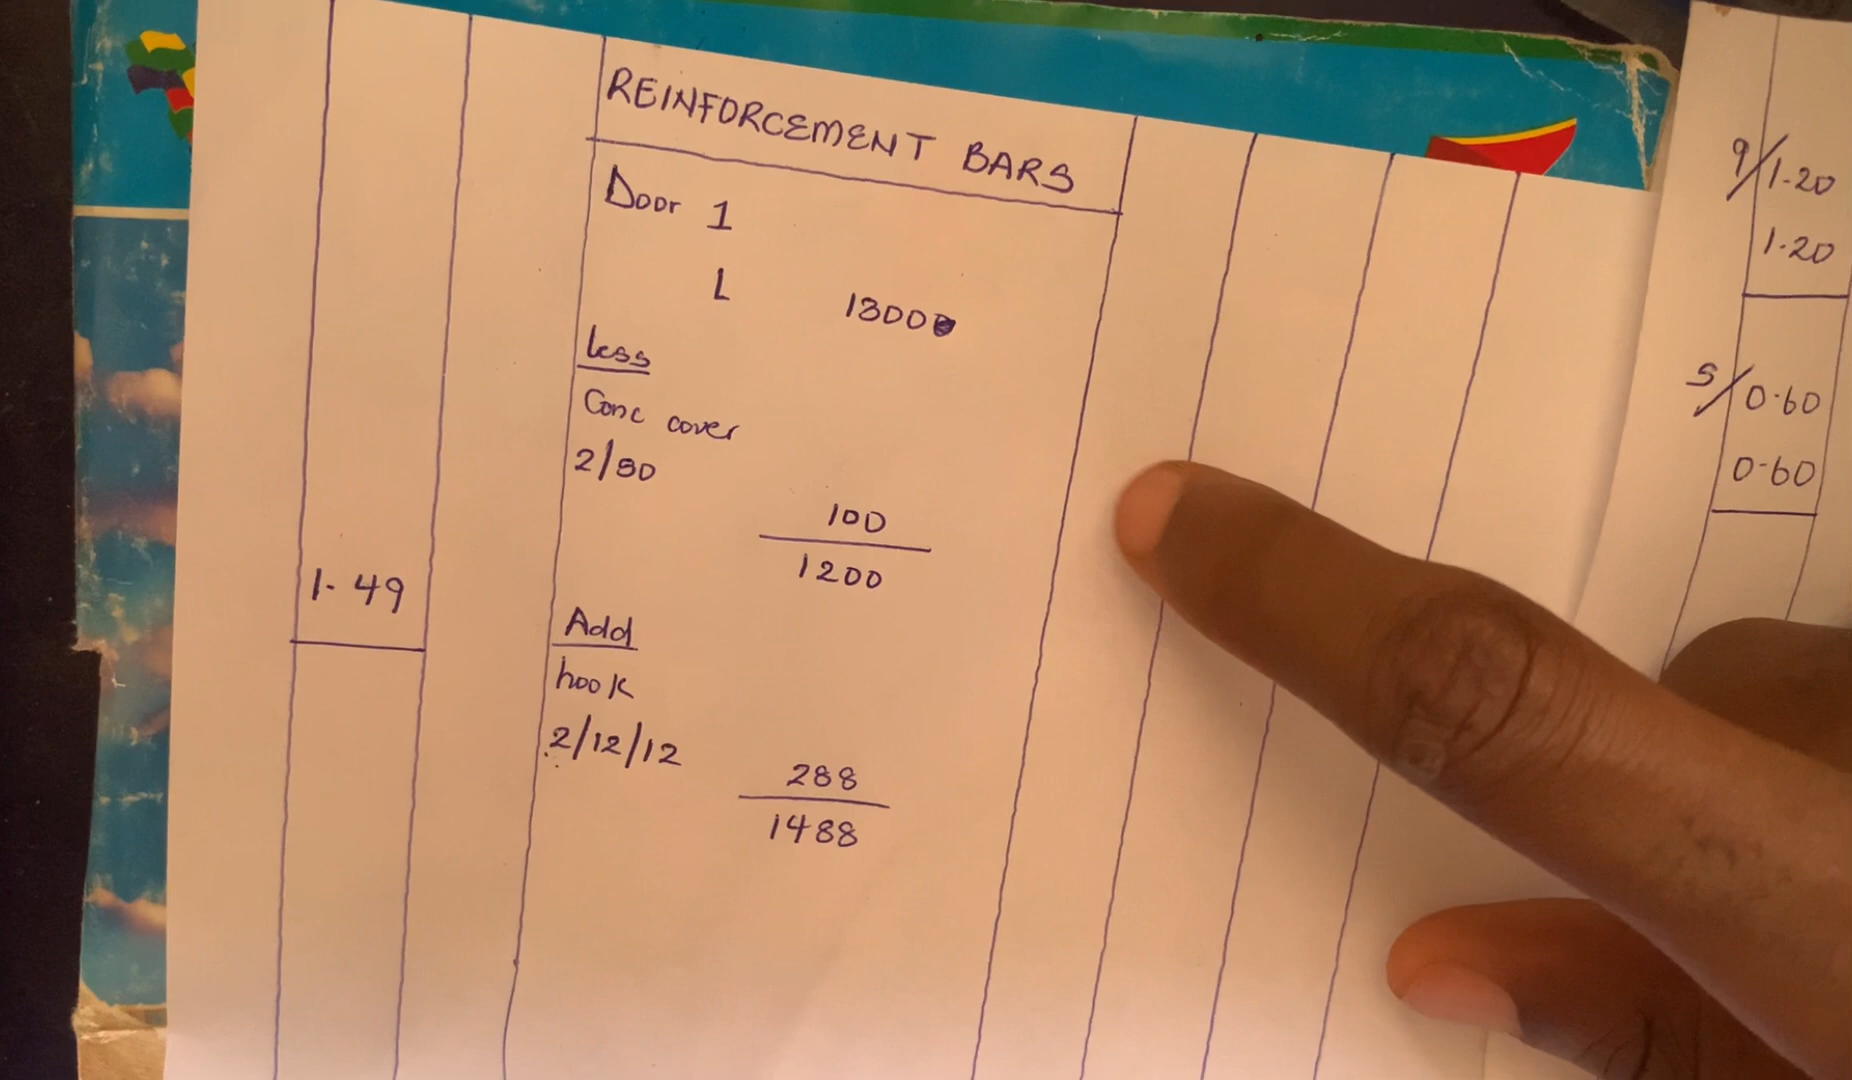 REINFORCEMENT BARS
Door 1
L 1300
Less
Conc cover
2/50
100
1200
1.49
Add
hook
2/12/12
288
1488
9/1.20
1.20
5/0.60
0.60